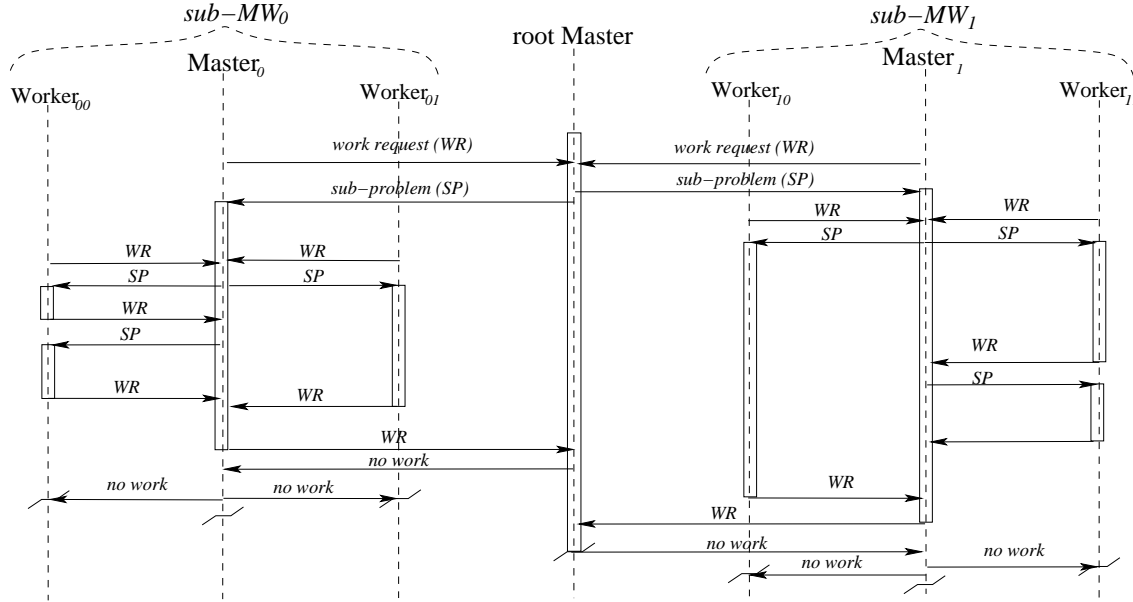 sub−MW0
sub−MW1
root Master
Master0
Master1
Worker00
Worker01
Worker10
Worker1
work request (WR)
work request (WR)
sub−problem (SP)
sub−problem (SP)
WR
WR
SP
SP
WR
WR
SP
SP
WR
SP
WR
SP
WR
WR
WR
no work
no work
no work
WR
WR
no work
no work
no work